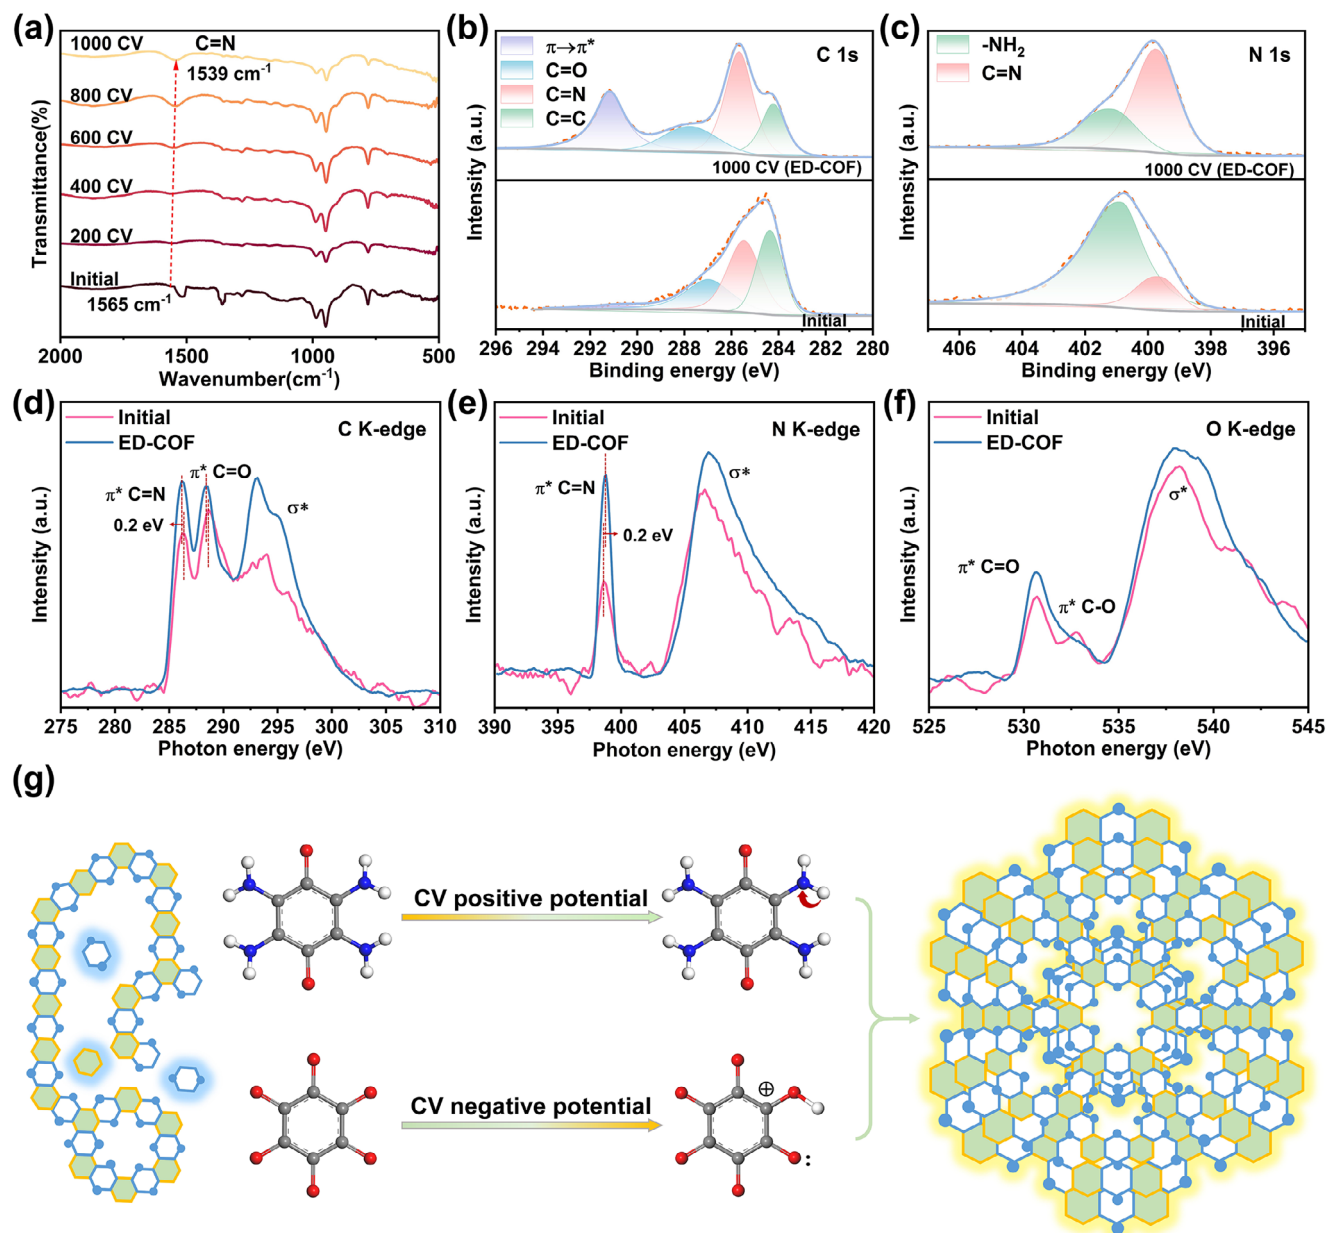 (a)
1000 CV
C=N
1539 cm-1
800 CV
600 CV
400 CV
200 CV
Initial
1565 cm-1
Transmittance(%)
2000 1500 1000 500
Wavenumber(cm-1)
(b)
π→π*
C=O
C=N
C=C
C 1s
1000 CV (ED-COF)
Initial
Intensity (a.u.)
296 294 292 290 288 286 284 282 280
Binding energy (eV)
(c)
-NH2
C=N
N 1s
1000 CV (ED-COF)
Initial
Intensity (a.u.)
406 404 402 400 398 396
Binding energy (eV)
(d)
Initial
ED-COF
C K-edge
π* C=O
π* C=N
0.2 eV
σ*
Intensity (a.u.)
275 280 285 290 295 300 305 310
Photon energy (eV)
(e)
Initial
ED-COF
N K-edge
π* C=N
σ*
0.2 eV
Intensity (a.u.)
390 395 400 405 410 415 420
Photon energy (eV)
(f)
Initial
ED-COF
O K-edge
σ*
π* C=O
π* C-O
Intensity (a.u.)
525 530 535 540 545
Photon energy (eV)
(g)
CV positive potential
CV negative potential
⊕
: